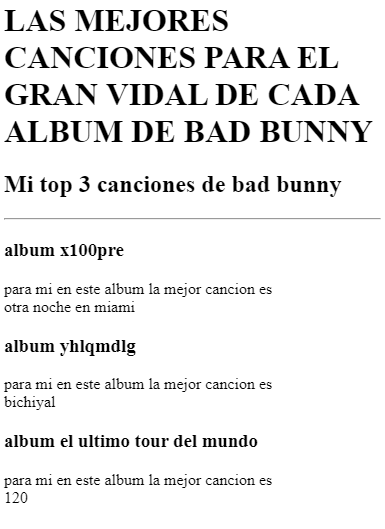 LAS MEJORES
CANCIONES PARA EL
GRAN VIDAL DE CADA
ALBUM DE BAD BUNNY
Mi top 3 canciones de bad bunny
album x100pre
para mi en este album la mejor cancion es
otra noche en miami
album yhlqmdlg
para mi en este album la mejor cancion es
bichiyal
album el ultimo tour del mundo
para mi en este album la mejor cancion es
120